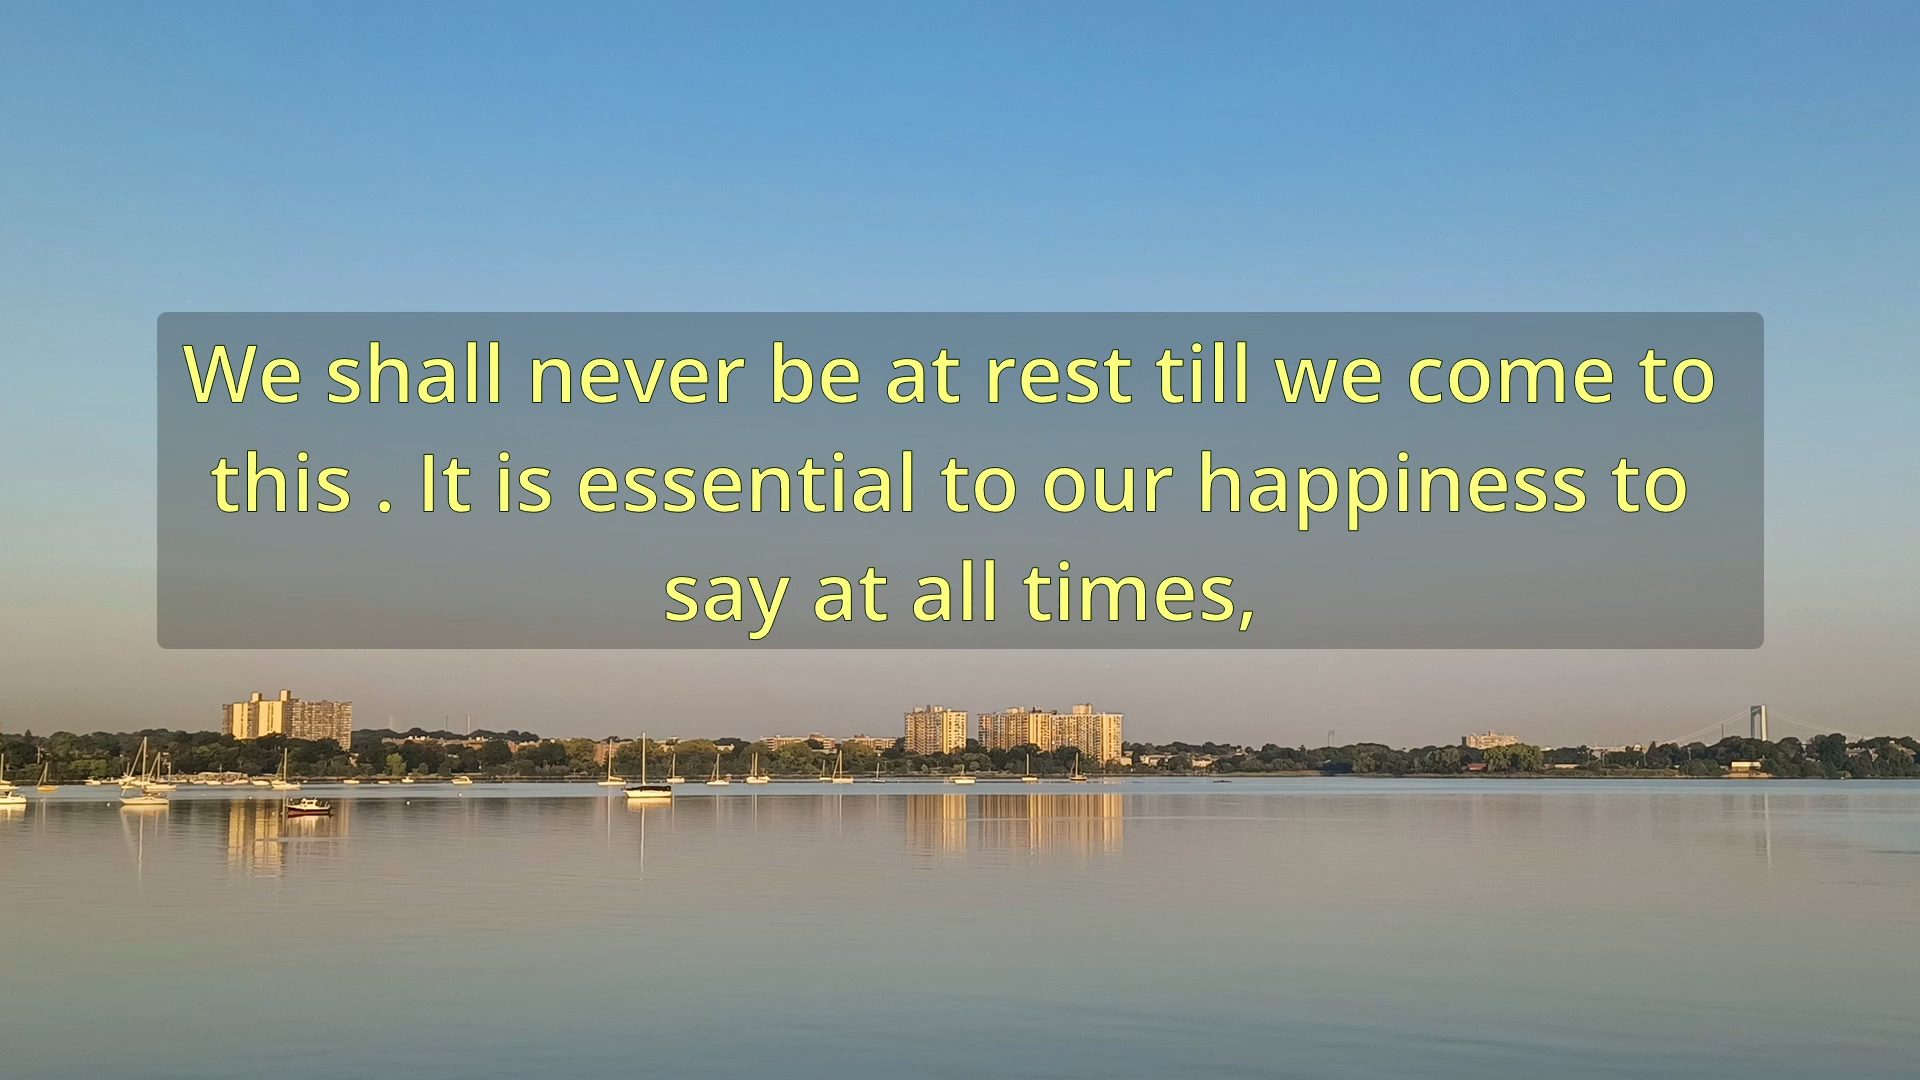 We shall never be at rest till we come to
this . It is essential to our happiness to
say at all times,